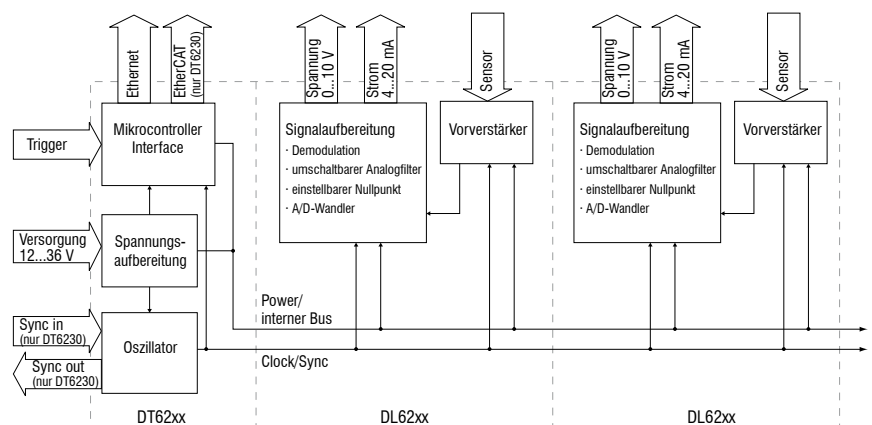 Ethernet
EtherCAT
(nur DT6230)
Trigger
Mikrocontroller
Interface
Versorgung
12...36 V
Spannungs-
aufbereitung
Sync in
(nur DT6230)
Sync out
(nur DT6230)
Oszillator
DT62xx
Spannung
0...10 V
Strom
4...20 mA
Sensor
Signalaufbereitung
· Demodulation
· umschaltbarer Analogfilter
· einstellbarer Nullpunkt
· A/D-Wandler
Vorverstärker
Power/
interner Bus
Clock/Sync
DL62xx
Spannung
0...10 V
Strom
4...20 mA
Sensor
Signalaufbereitung
· Demodulation
· umschaltbarer Analogfilter
· einstellbarer Nullpunkt
· A/D-Wandler
Vorverstärker
DL62xx